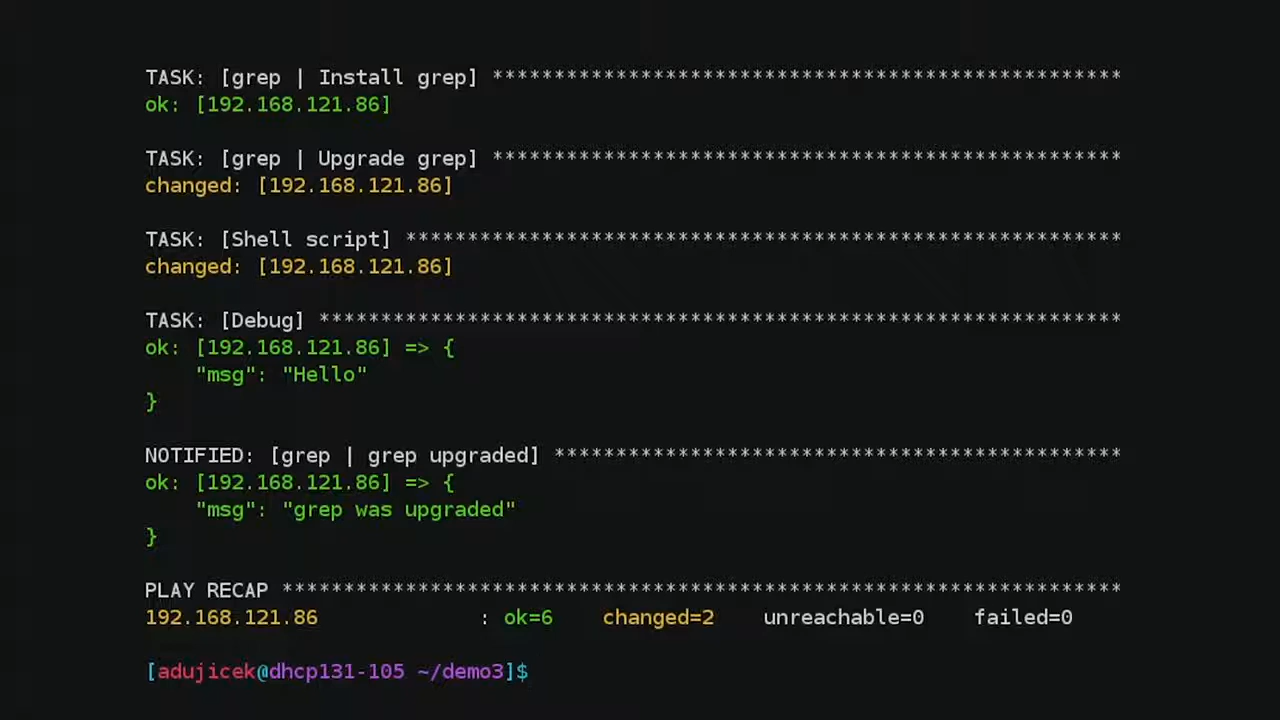 TASK: [grep | Install grep] ***************************************************
ok: [192.168.121.86]
TASK: [grep | Upgrade grep] ***************************************************
changed: [192.168.121.86]
TASK: [Shell script] **********************************************************
changed: [192.168.121.86]
TASK: [Debug] *****************************************************************
ok: [192.168.121.86] => {
    "msg": "Hello"
}
NOTIFIED: [grep | grep upgraded] **********************************************
ok: [192.168.121.86] => {
    "msg": "grep was upgraded"
}
PLAY RECAP ********************************************************************
192.168.121.86             : ok=6    changed=2    unreachable=0    failed=0
[adujicek@dhcp131-105 ~/demo3]$